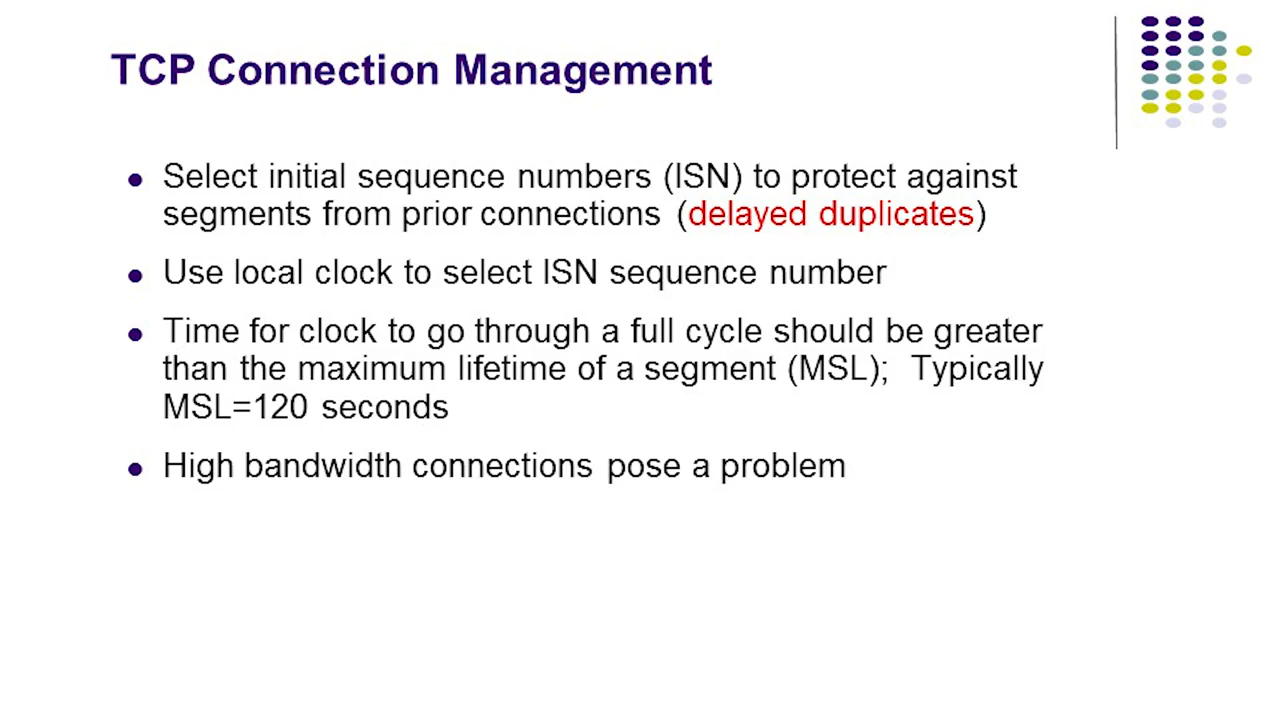 TCP Connection Management
● Select initial sequence numbers (ISN) to protect against
segments from prior connections (delayed duplicates)
● Use local clock to select ISN sequence number
● Time for clock to go through a full cycle should be greater
than the maximum lifetime of a segment (MSL); Typically
MSL=120 seconds
● High bandwidth connections pose a problem